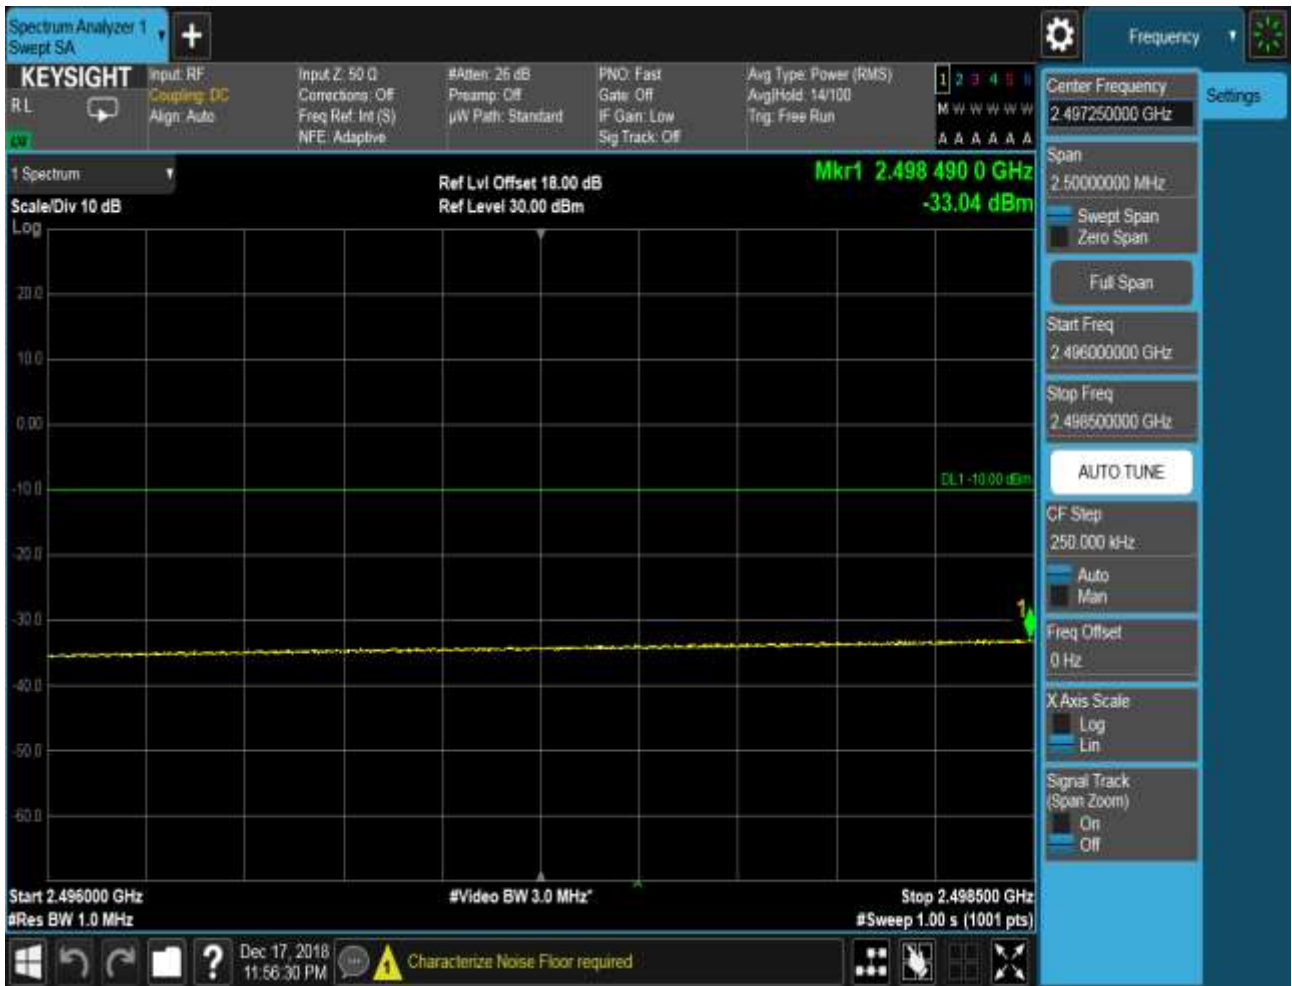 Spectrum Analyzer 1
Swept SA
Frequency
KEYSIGHT
RL
Input: RF
Coupling: DC
Align: Auto
Input Z: 50 Ω
Corrections: Off
Freq Ref: Int (S)
NFE: Adaptive
#Atten: 26 dB
Preamp: Off
µW Path: Standard
PNO: Fast
Gate: Off
IF Gain: Low
Sig Track: Off
Avg Type: Power (RMS)
Avg|Hold: 14/100
Trig: Free Run
1 2 3 4 5 6
M W W W W W
A A A A A A
1 Spectrum
Scale/Div 10 dB
Log
Ref Lvl Offset 18.00 dB
Ref Level 30.00 dBm
Mkr1 2.498 490 0 GHz
-33.04 dBm
20.0
10.0
0.00
-10.0
-20.0
-30.0
-40.0
-50.0
-60.0
DL1 -10.00 dBm
1
Start 2.496000 GHz
#Res BW 1.0 MHz
#Video BW 3.0 MHz*
Stop 2.498500 GHz
#Sweep 1.00 s (1001 pts)
Center Frequency
2.497250000 GHz
Settings
Span
2.50000000 MHz
Swept Span
Zero Span
Full Span
Start Freq
2.496000000 GHz
Stop Freq
2.498500000 GHz
AUTO TUNE
CF Step
250.000 kHz
Auto
Man
Freq Offset
0 Hz
X Axis Scale
Log
Lin
Signal Track
(Span Zoom)
On
Off
?
Dec 17, 2018
11:56:30 PM
1
Characterize Noise Floor required